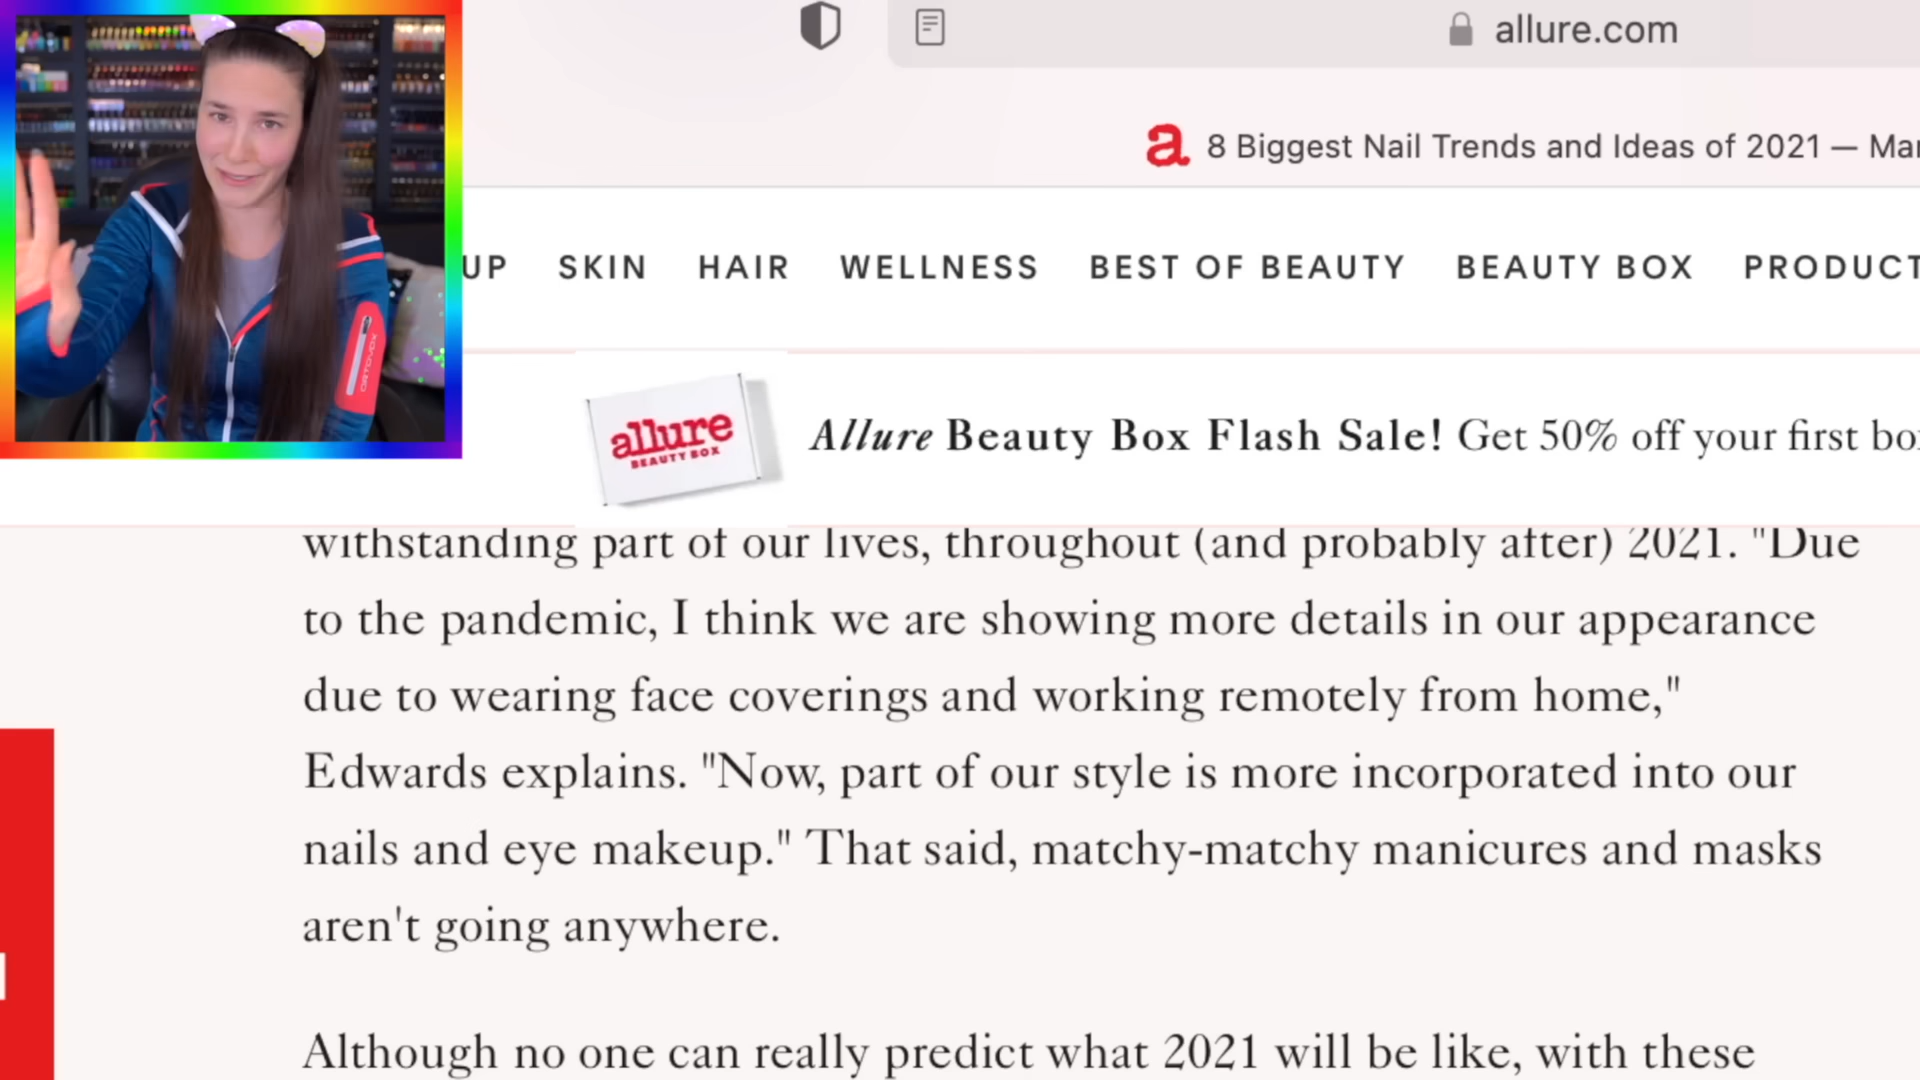 allure.com
8 Biggest Nail Trends and Ideas of 2021 — Mar
UP SKIN HAIR WELLNESS BEST OF BEAUTY BEAUTY BOX PRODUCT
allure
BEAUTY BOX
Allure Beauty Box Flash Sale! Get 50% off your first box
withstanding part of our lives, throughout (and probably after) 2021. "Due
to the pandemic, I think we are showing more details in our appearance
due to wearing face coverings and working remotely from home,"
Edwards explains. "Now, part of our style is more incorporated into our
nails and eye makeup." That said, matchy-matchy manicures and masks
aren't going anywhere.
Although no one can really predict what 2021 will be like, with these
ORTOVOX